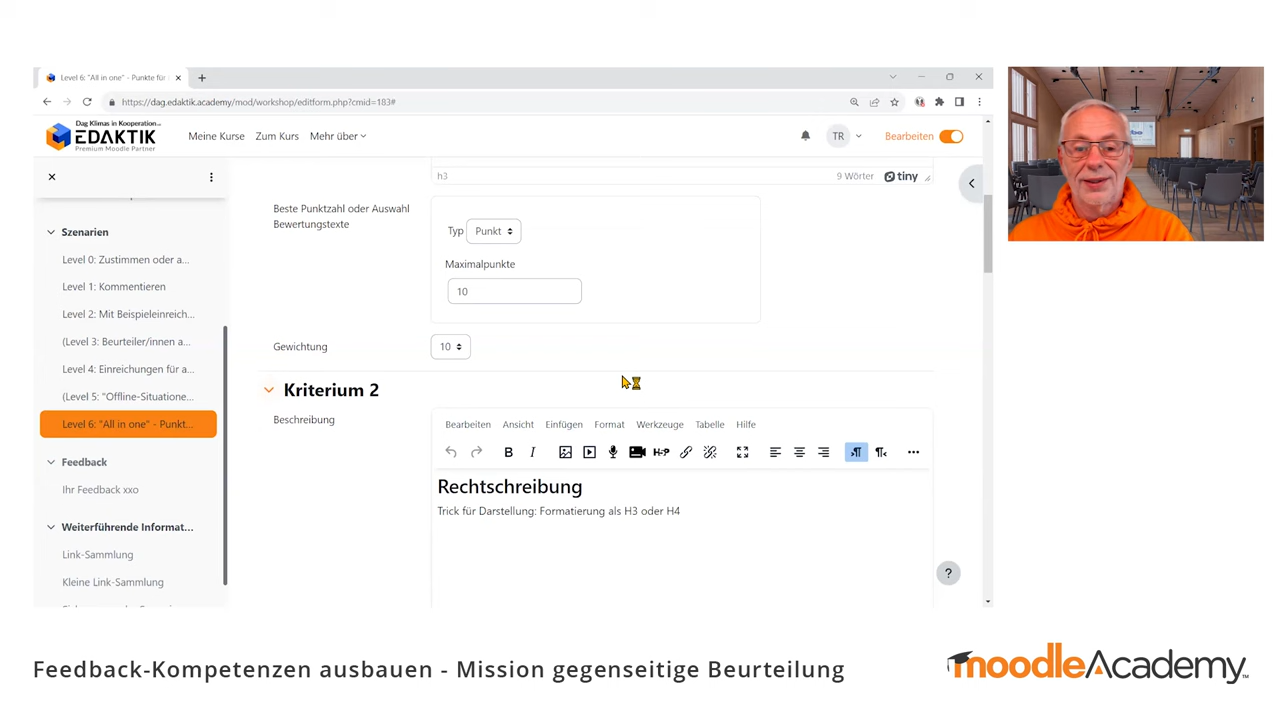 Level 6: "All in one" - Punkte für
https://dag.edaktik.academy/mod/workshop/editform.php?cmid=183#
Dag Klimas in Kooperation
EDAKTIK
Premium Moodle Partner
Meine Kurse
Zum Kurs
Mehr über
TR
Bearbeiten
Szenarien
Level 0: Zustimmen oder a...
Level 1: Kommentieren
Level 2: Mit Beispieleinreich...
(Level 3: Beurteiler/innen a...
Level 4: Einreichungen für a...
(Level 5: "Offline-Situatione...
Level 6: "All in one" - Punkt...
Feedback
Ihr Feedback xxo
Weiterführende Informat...
Link-Sammlung
Kleine Link-Sammlung
h3
9 Wörter
tiny
Beste Punktzahl oder Auswahl
Bewertungstexte
Typ
Punkt
Maximalpunkte
10
Gewichtung
10
Kriterium 2
Beschreibung
Bearbeiten
Ansicht
Einfügen
Format
Werkzeuge
Tabelle
Hilfe
B
I
H-P
Rechtschreibung
Trick für Darstellung: Formatierung als H3 oder H4
?
Feedback-Kompetenzen ausbauen - Mission gegenseitige Beurteilung
moodleAcademy™